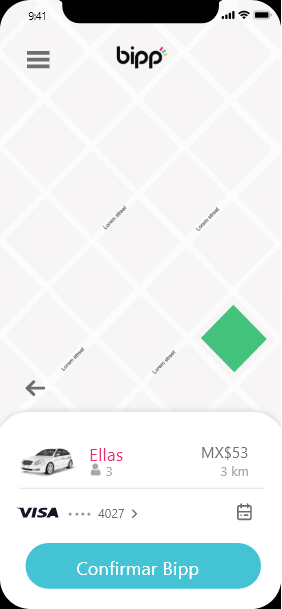 9:41
bipp
Lorem street
Lorem street
Lorem street
Lorem street
Ellas
MX$53
3
3 km
VISA •••• 4027
Confirmar Bipp